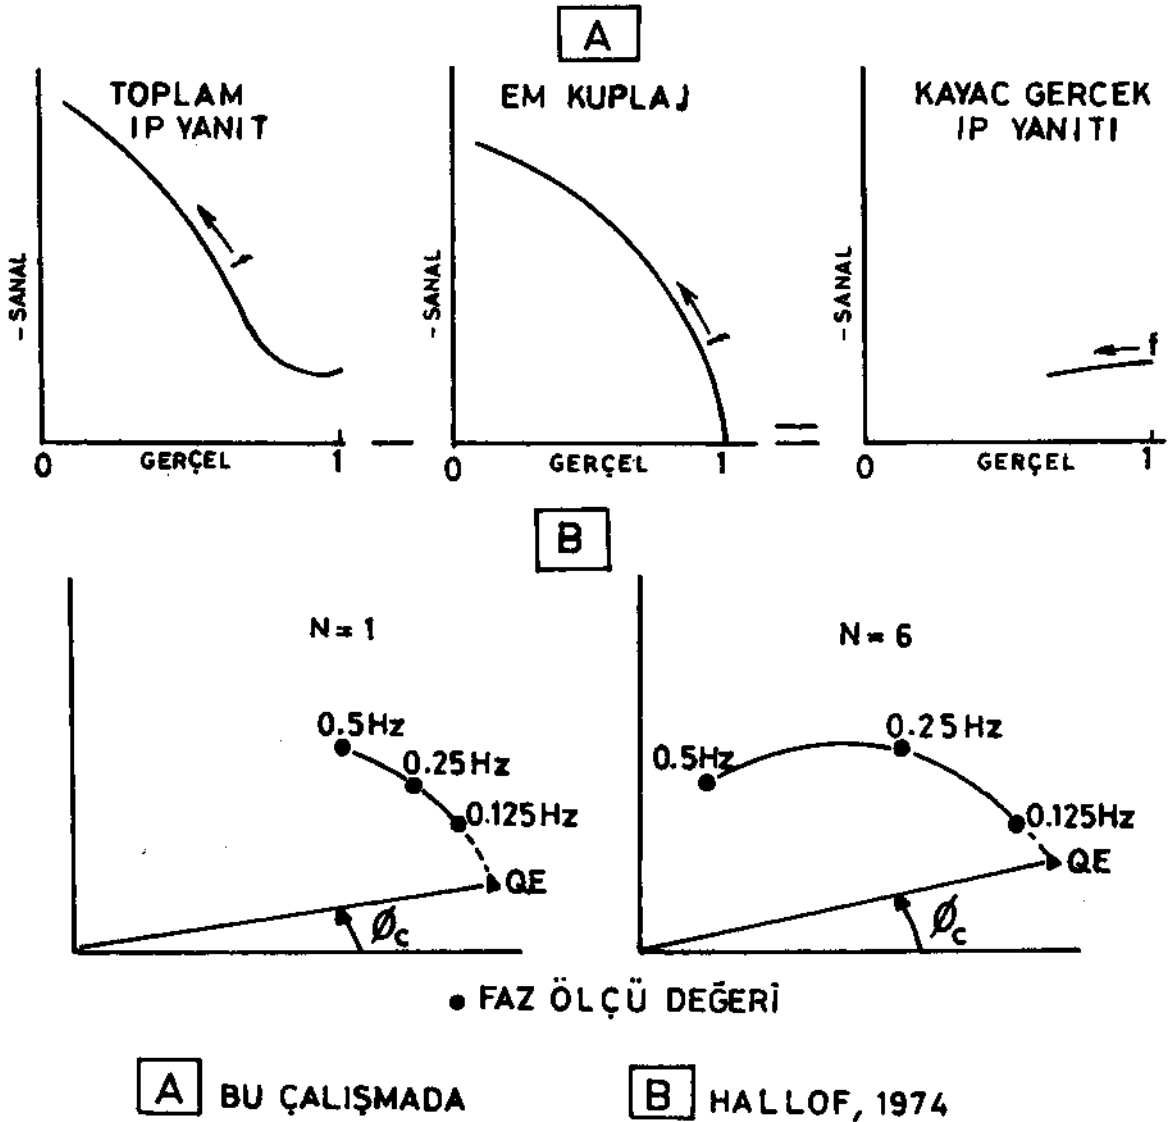 A
TOPLAM
IP YANIT
- SANAL
f
0
GERÇEL
1
EM KUPLAJ
- SANAL
f
0
GERÇEL
1
KAYAC GERCEK
IP YANITI
- SANAL
f
0
GERÇEL
1
B
N = 1
0.5Hz
0.25Hz
0.125Hz
QE
Øc
N = 6
0.25Hz
0.5Hz
0.125Hz
QE
Øc
• FAZ ÖLÇÜ DEĞERİ
A BU ÇALIŞMADA
B HALLOF, 1974